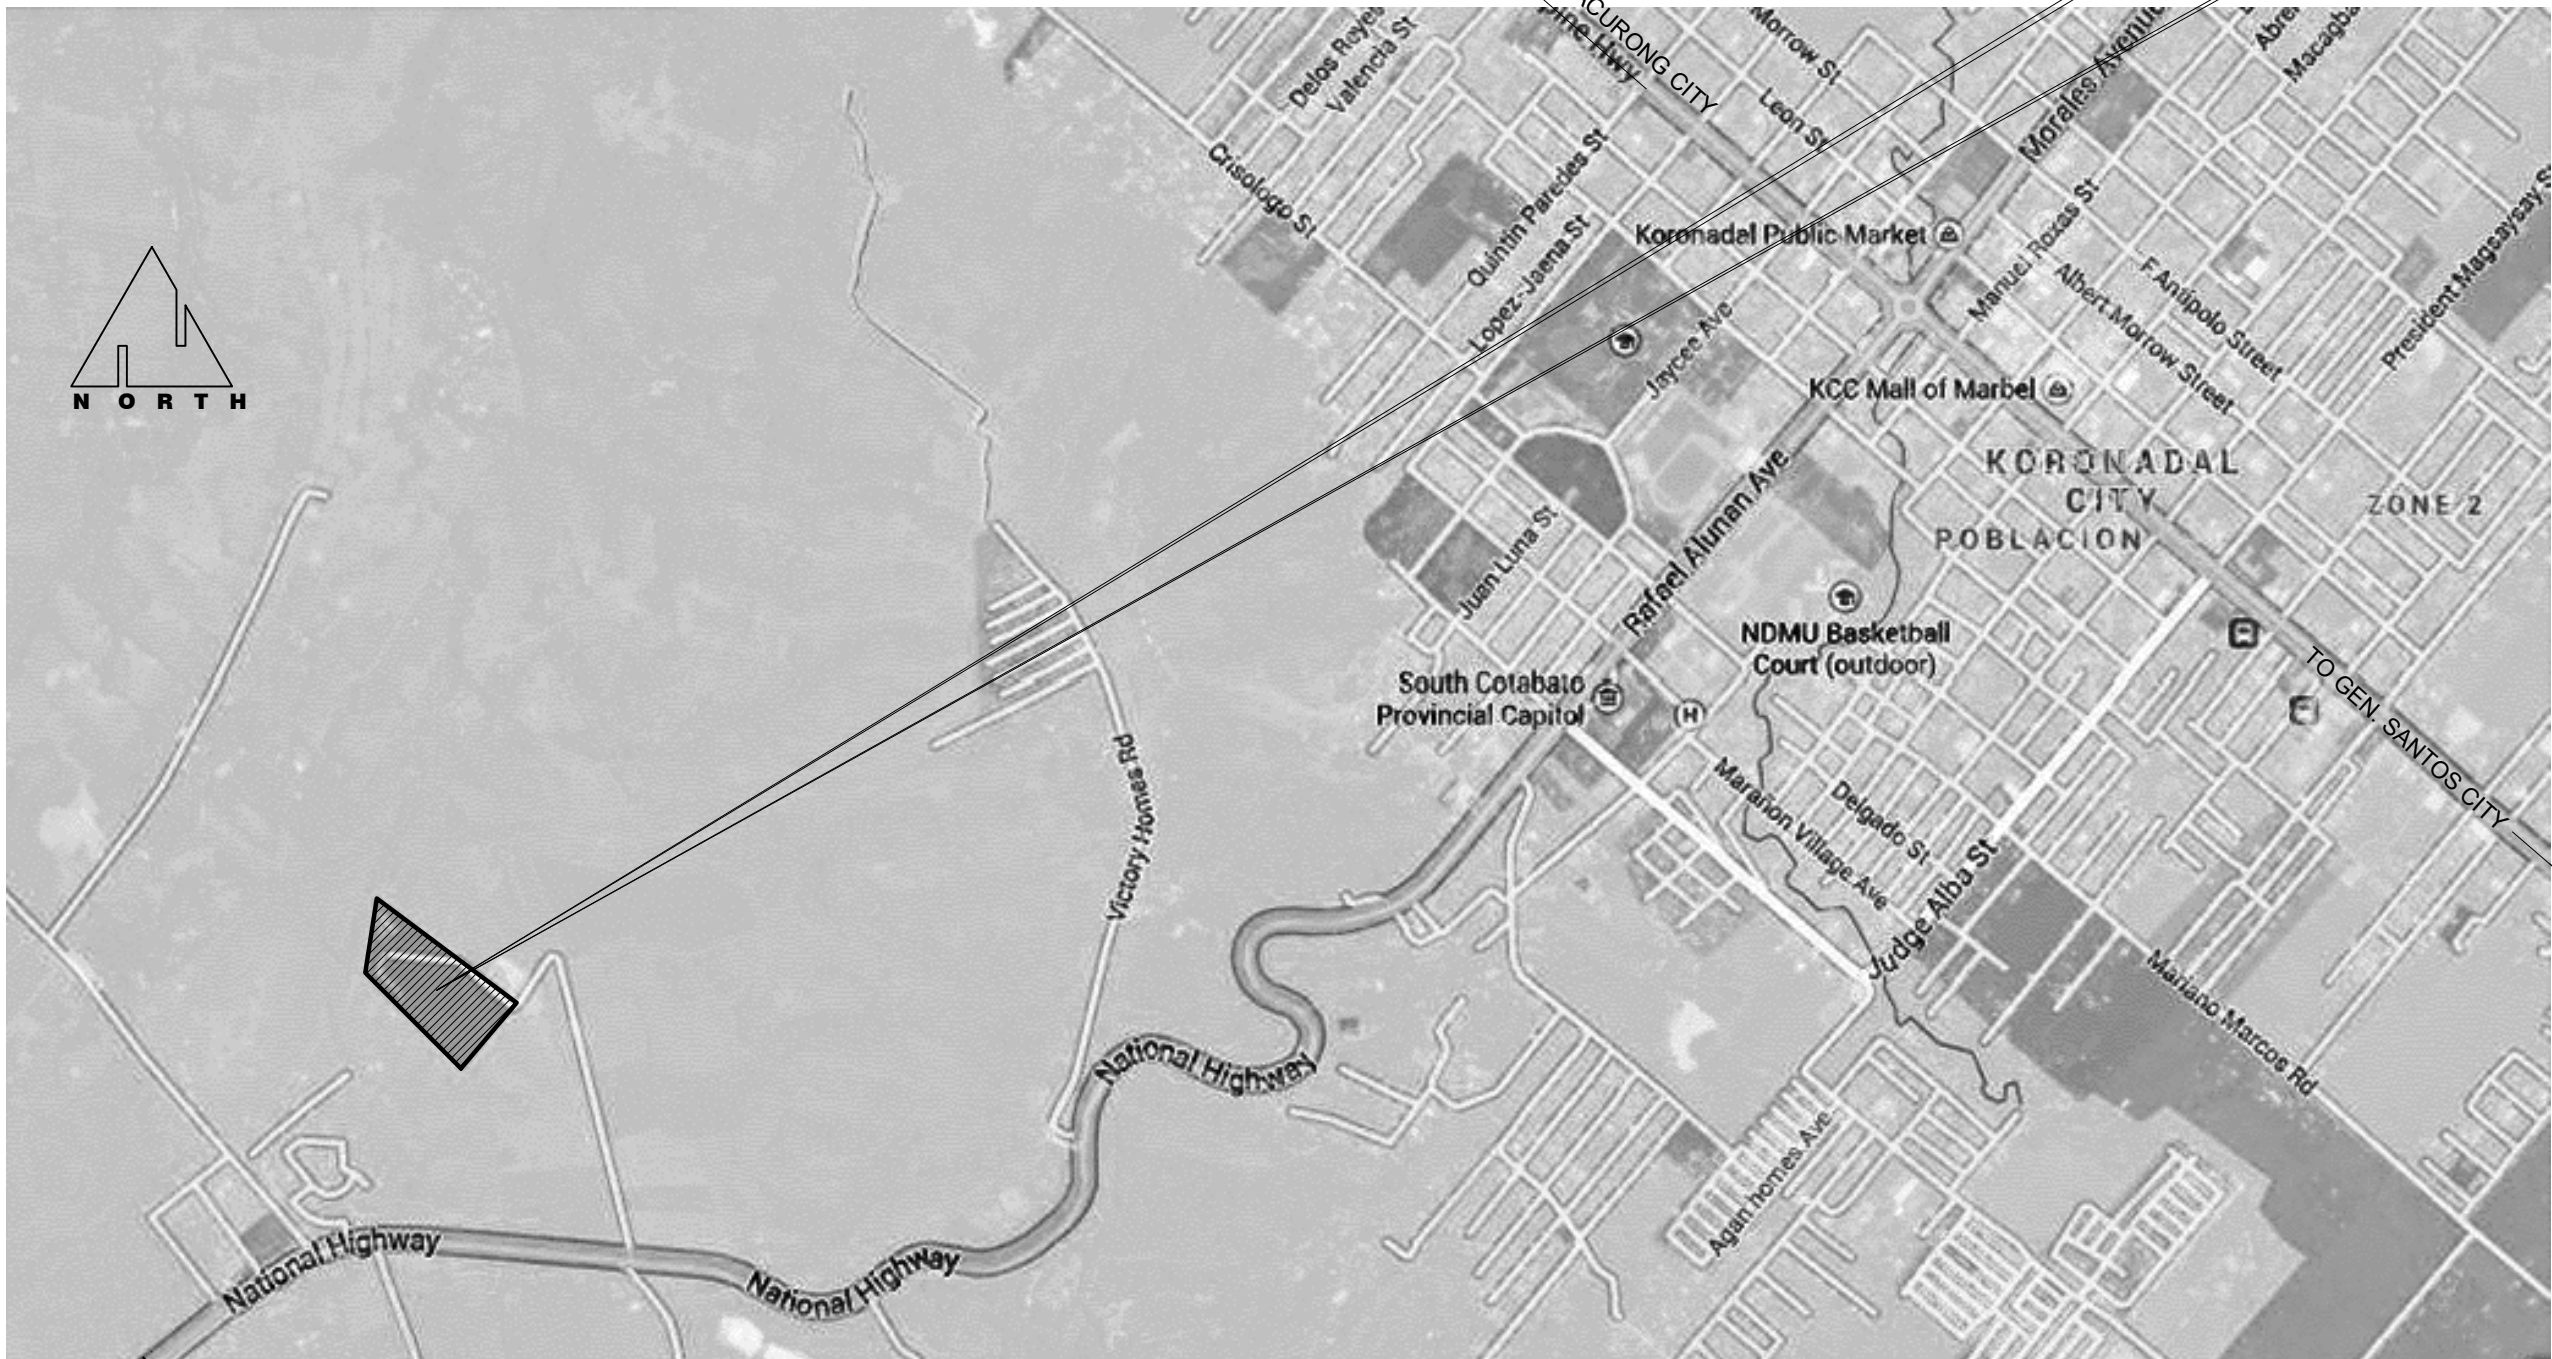 Delos Reyes
Valencia St
Crisologo St
Quintin Paredes St
Lopez-Jaena St
Morrow St
Leon St
Morales Avenue
NORTH
Koronadal Public Market
Manuel Roxas St
Albert Morrow Street
F. Antipolo Street
President Magsaysay St
Jaycee Ave
KCC Mall of Marbel
KORONADAL
CITY
POBLACION
ZONE 2
Rafael Alunan Ave
Juan Luna St
NDMU Basketball
Court (outdoor)
South Cotabato
Provincial Capitol
H
TO GEN. SANTOS CITY
Victory Homes Rd
Marañon Village Ave
Delgado St
Judge Alba St
Mariano Marcos Rd
National Highway
Agan homes Ave
National Highway
National Highway